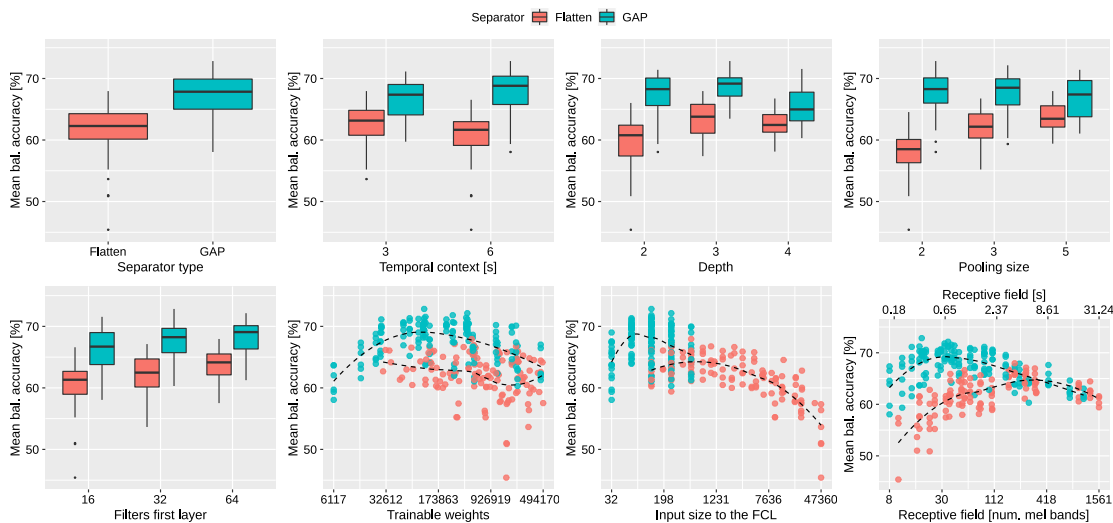 Separator Flatten GAP
Mean bal. accuracy [%]
70
60
50
Flatten GAP
Separator type
Mean bal. accuracy [%]
70
60
50
3 6
Temporal context [s]
Mean bal. accuracy [%]
70
60
50
2 3 4
Depth
Mean bal. accuracy [%]
70
60
50
2 3 5
Pooling size
Mean bal. accuracy [%]
70
60
50
16 32 64
Filters first layer
Mean bal. accuracy [%]
70
60
50
6117 32612 173863 926919 494170
Trainable weights
Mean bal. accuracy [%]
70
60
50
32 198 1231 7636 47360
Input size to the FCL
Receptive field [s]
0.18 0.65 2.37 8.61 31.24
Mean bal. accuracy [%]
70
60
50
8 30 112 418 1561
Receptive field [num. mel bands]